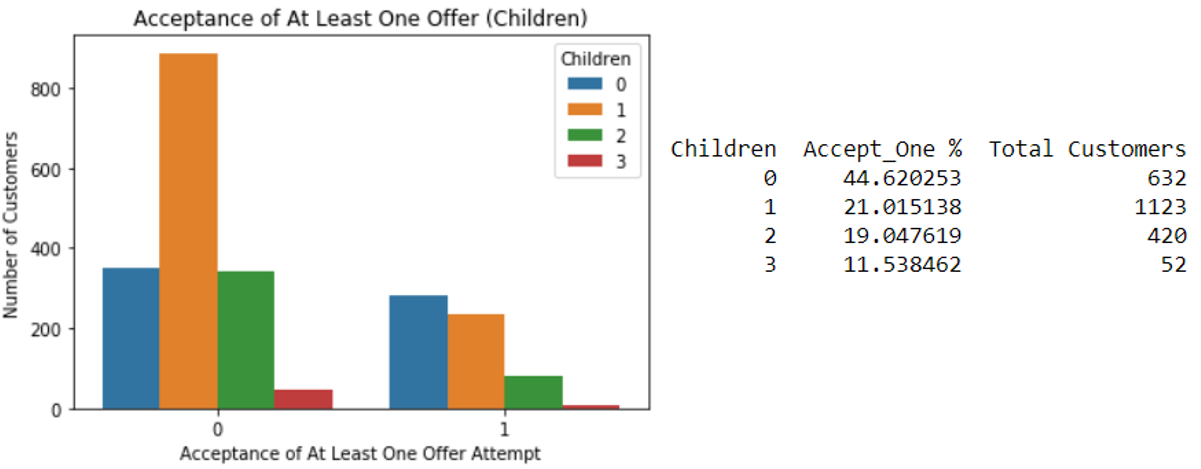 Acceptance of At Least One Offer (Children)
Number of Customers
800
600
400
200
0
Children
0
1
2
3
0 1
Acceptance of At Least One Offer Attempt
Children Accept_One % Total Customers
0 44.620253 632
1 21.015138 1123
2 19.047619 420
3 11.538462 52